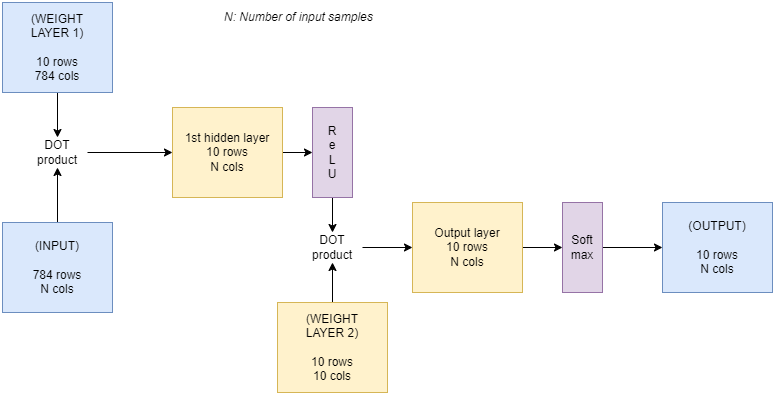 N: Number of input samples
(WEIGHT
LAYER 1)
10 rows
784 cols
DOT
product
(INPUT)
784 rows
N cols
1st hidden layer
10 rows
N cols
R
e
L
U
DOT
product
(WEIGHT
LAYER 2)
10 rows
10 cols
Output layer
10 rows
N cols
Soft
max
(OUTPUT)
10 rows
N cols